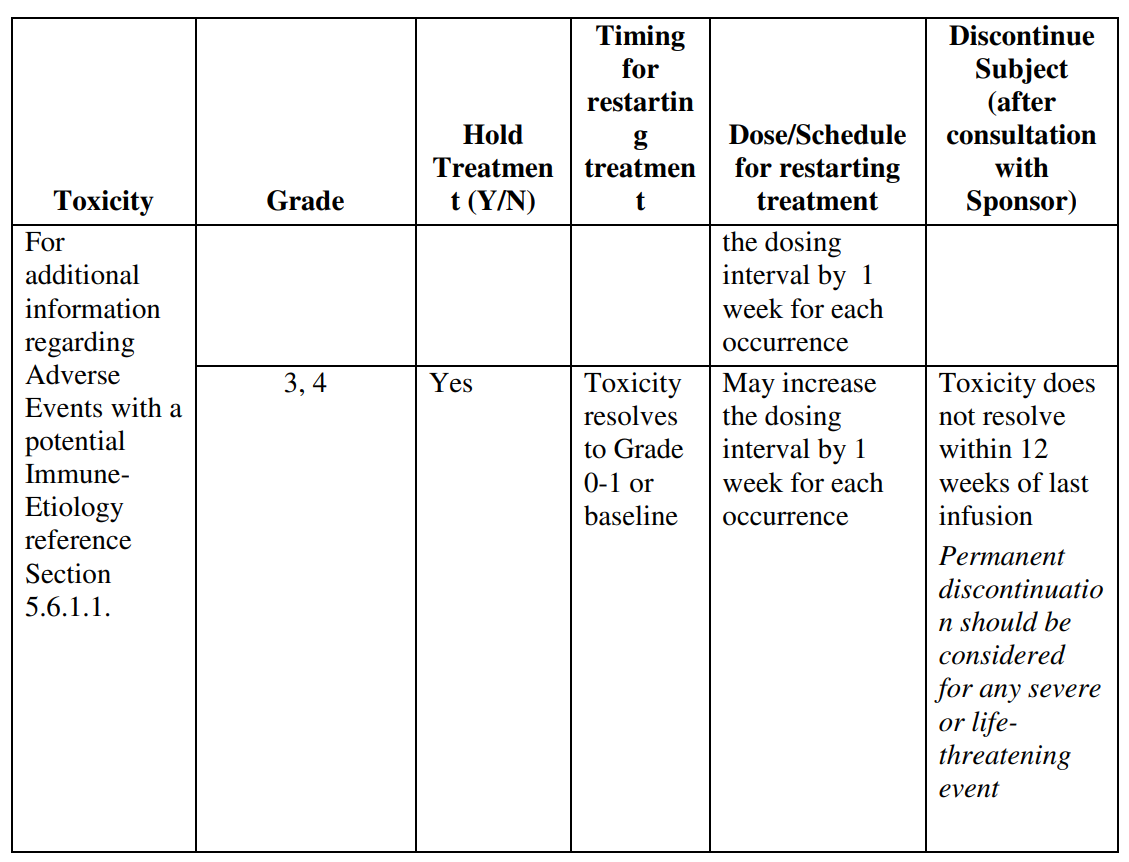 Toxicity
Grade
Hold
Treatmen
t (Y/N)
Timing
for
restartin
g
treatmen
t
Dose/Schedule
for restarting
treatment
Discontinue
Subject
(after
consultation
with
Sponsor)
For
additional
information
regarding
Adverse
Events with a
potential
Immune-
Etiology
reference
Section
5.6.1.1.
the dosing
interval by  1
week for each
occurrence
3, 4
Yes
Toxicity
resolves
to Grade
0-1 or
baseline
May increase
the dosing
interval by 1
week for each
occurrence
Toxicity does
not resolve
within 12
weeks of last
infusion
Permanent
discontinuatio
n should be
considered
for any severe
or life-
threatening
event